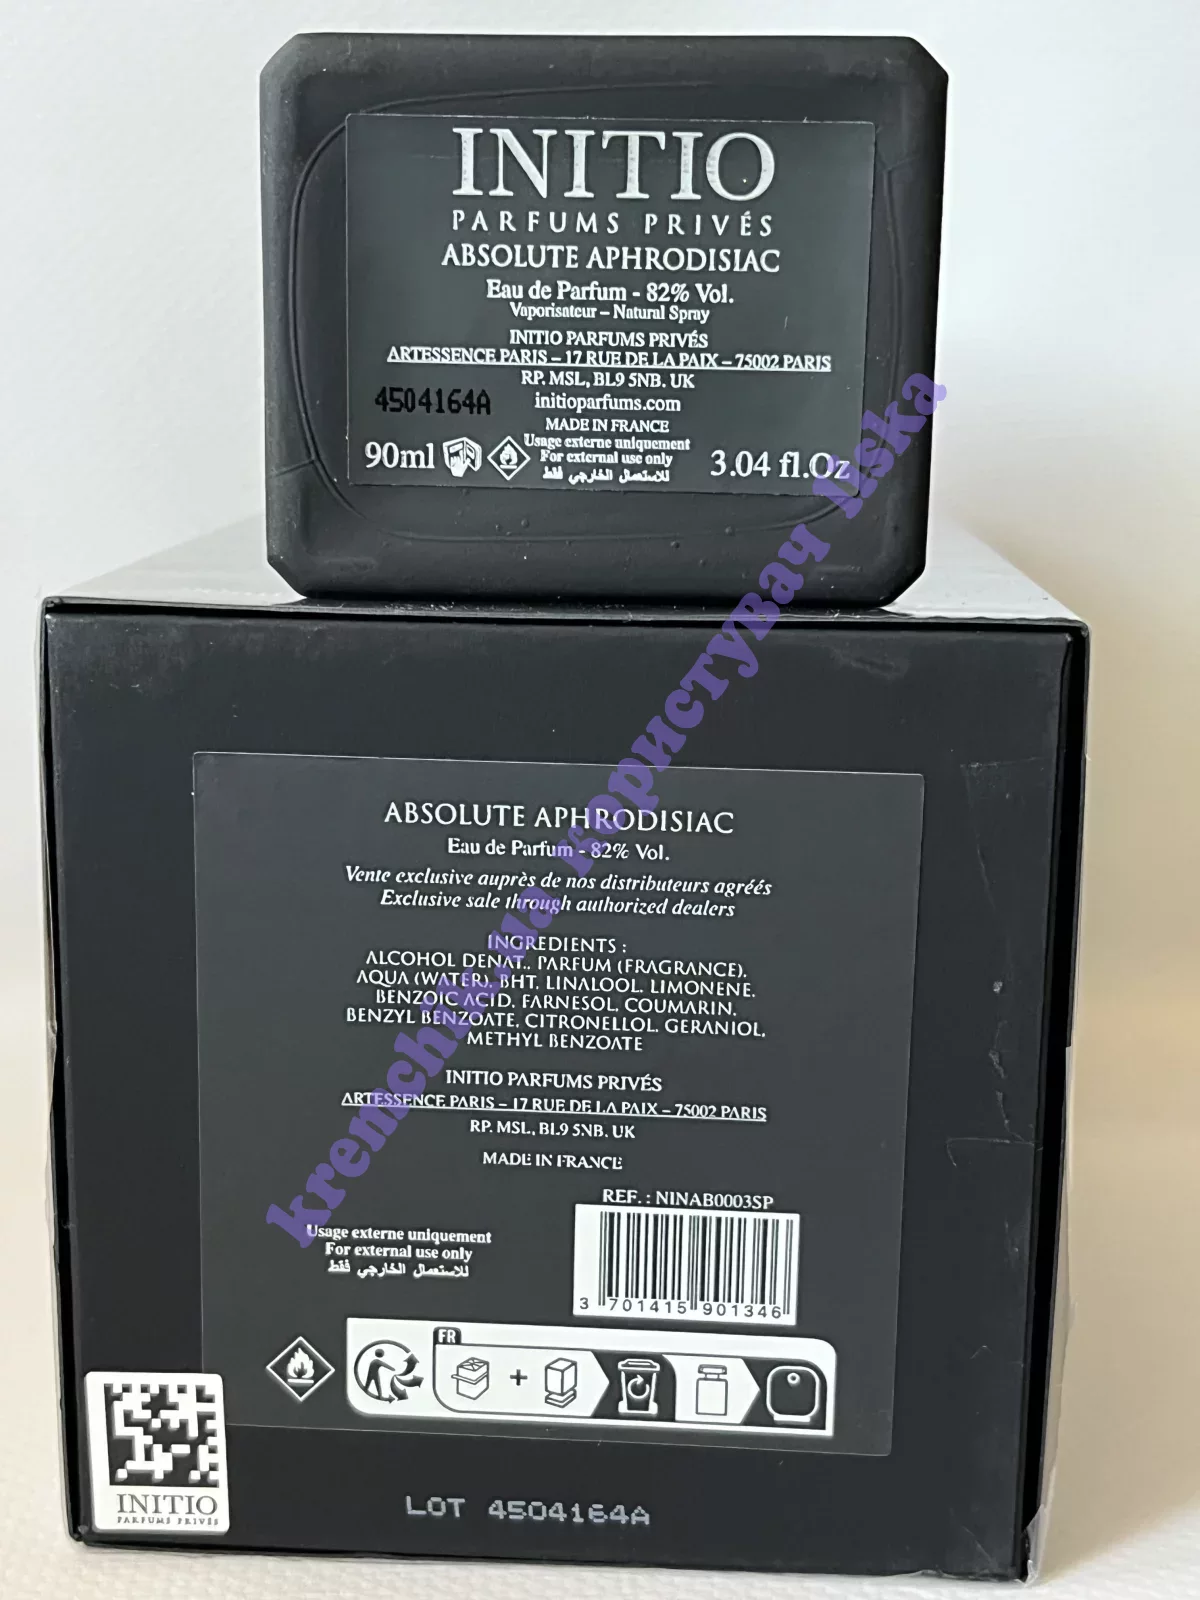 INITIO
PARFUMS PRIVÉS
ABSOLUTE APHRODISIAC
Eau de Parfum - 82% Vol.
Vaporisateur – Natural Spray
INITIO PARFUMS PRIVÉS
ARTESSENCE PARIS – 17 RUE DE LA PAIX – 75002 PARIS
RP. MSL, BL9 5NB. UK
4504164A
initioparfums.com
MADE IN FRANCE
Usage externe uniquement
For external use only
للاستعمال الخارجي فقط
90ml
3.04 fl.Oz
kremchik.ua користувач liska
ABSOLUTE APHRODISIAC
Eau de Parfum - 82% Vol.
Vente exclusive auprès de nos distributeurs agréés
Exclusive sale through authorized dealers
INGREDIENTS :
ALCOHOL DENAT., PARFUM (FRAGRANCE),
AQUA (WATER), BHT, LINALOOL, LIMONENE,
BENZOIC ACID, FARNESOL, COUMARIN,
BENZYL BENZOATE, CITRONELLOL, GERANIOL,
METHYL BENZOATE
INITIO PARFUMS PRIVÉS
ARTESSENCE PARIS – 17 RUE DE LA PAIX – 75002 PARIS
RP. MSL, BL9 5NB. UK
MADE IN FRANCE
REF. : NINAB0003SP
Usage externe uniquement
For external use only
للاستعمال الخارجي فقط
3 701415 901346
FR
+
INITIO
PARFUMS PRIVÉS
LOT 4504164A